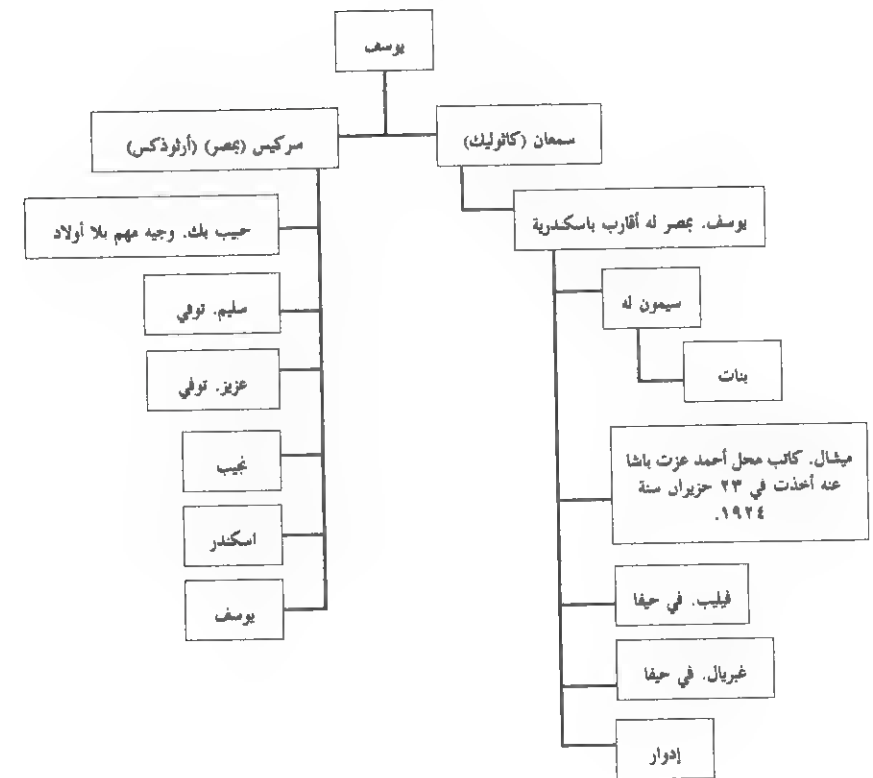 يوسف
سمعان (كاثوليك)
سركيس (بمصر) (أرثوذكس)
يوسف. بمصر له أقارب باسكندرية
سيمون له
بنات
ميشال. كاتب محل أحمد عزت باشا
عنه أخذت في ٢٣ حزيران سنة
١٩٢٤.
فيليب. في حيفا
غبريال. في حيفا
إدوار
حبيب بك. وجيه مهم بلا أولاد
سليم. توفي
عزيز. توفي
نجيب
اسكندر
يوسف